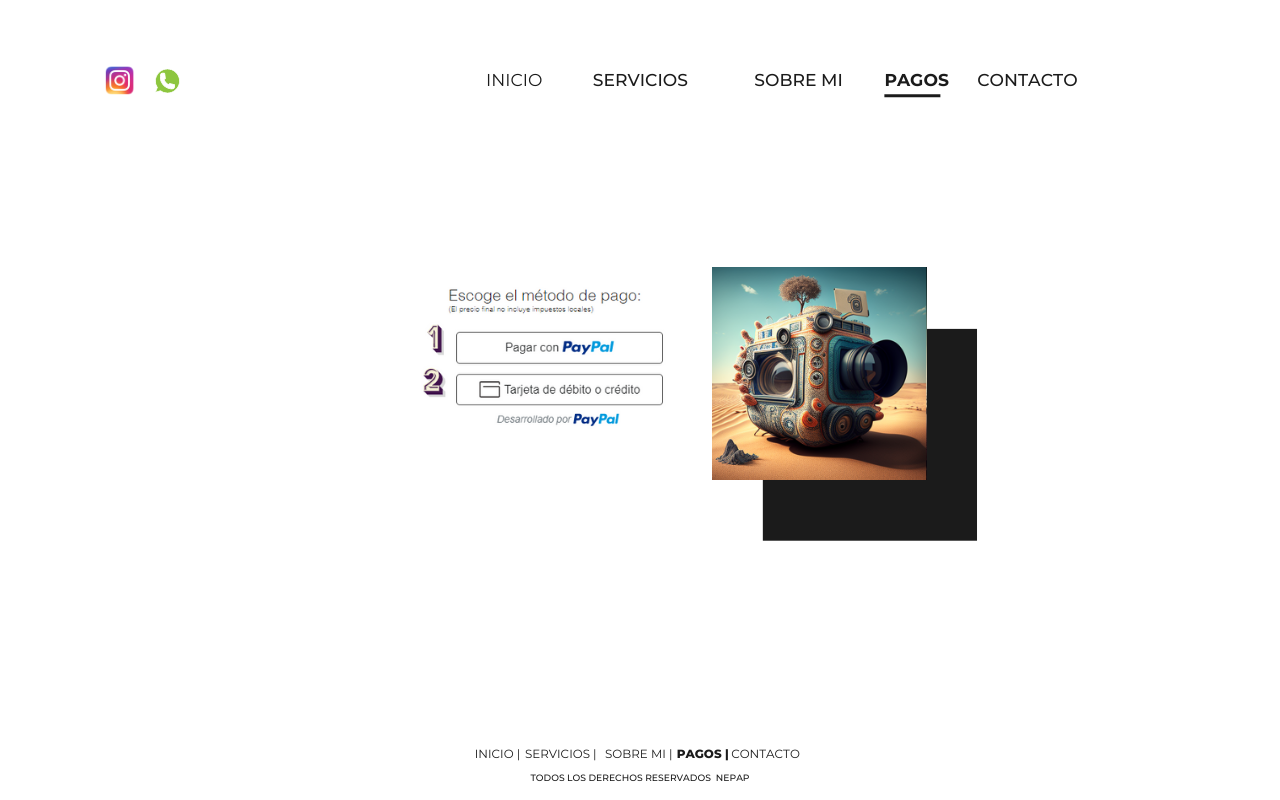 INICIO SERVICIOS SOBRE MI PAGOS CONTACTO
Escoge el método de pago:
(El precio final no incluye impuestos locales)
1 Pagar con PayPal
2 Tarjeta de débito o crédito
Desarrollado por PayPal
INICIO | SERVICIOS | SOBRE MI | PAGOS | CONTACTO
TODOS LOS DERECHOS RESERVADOS NEPAP